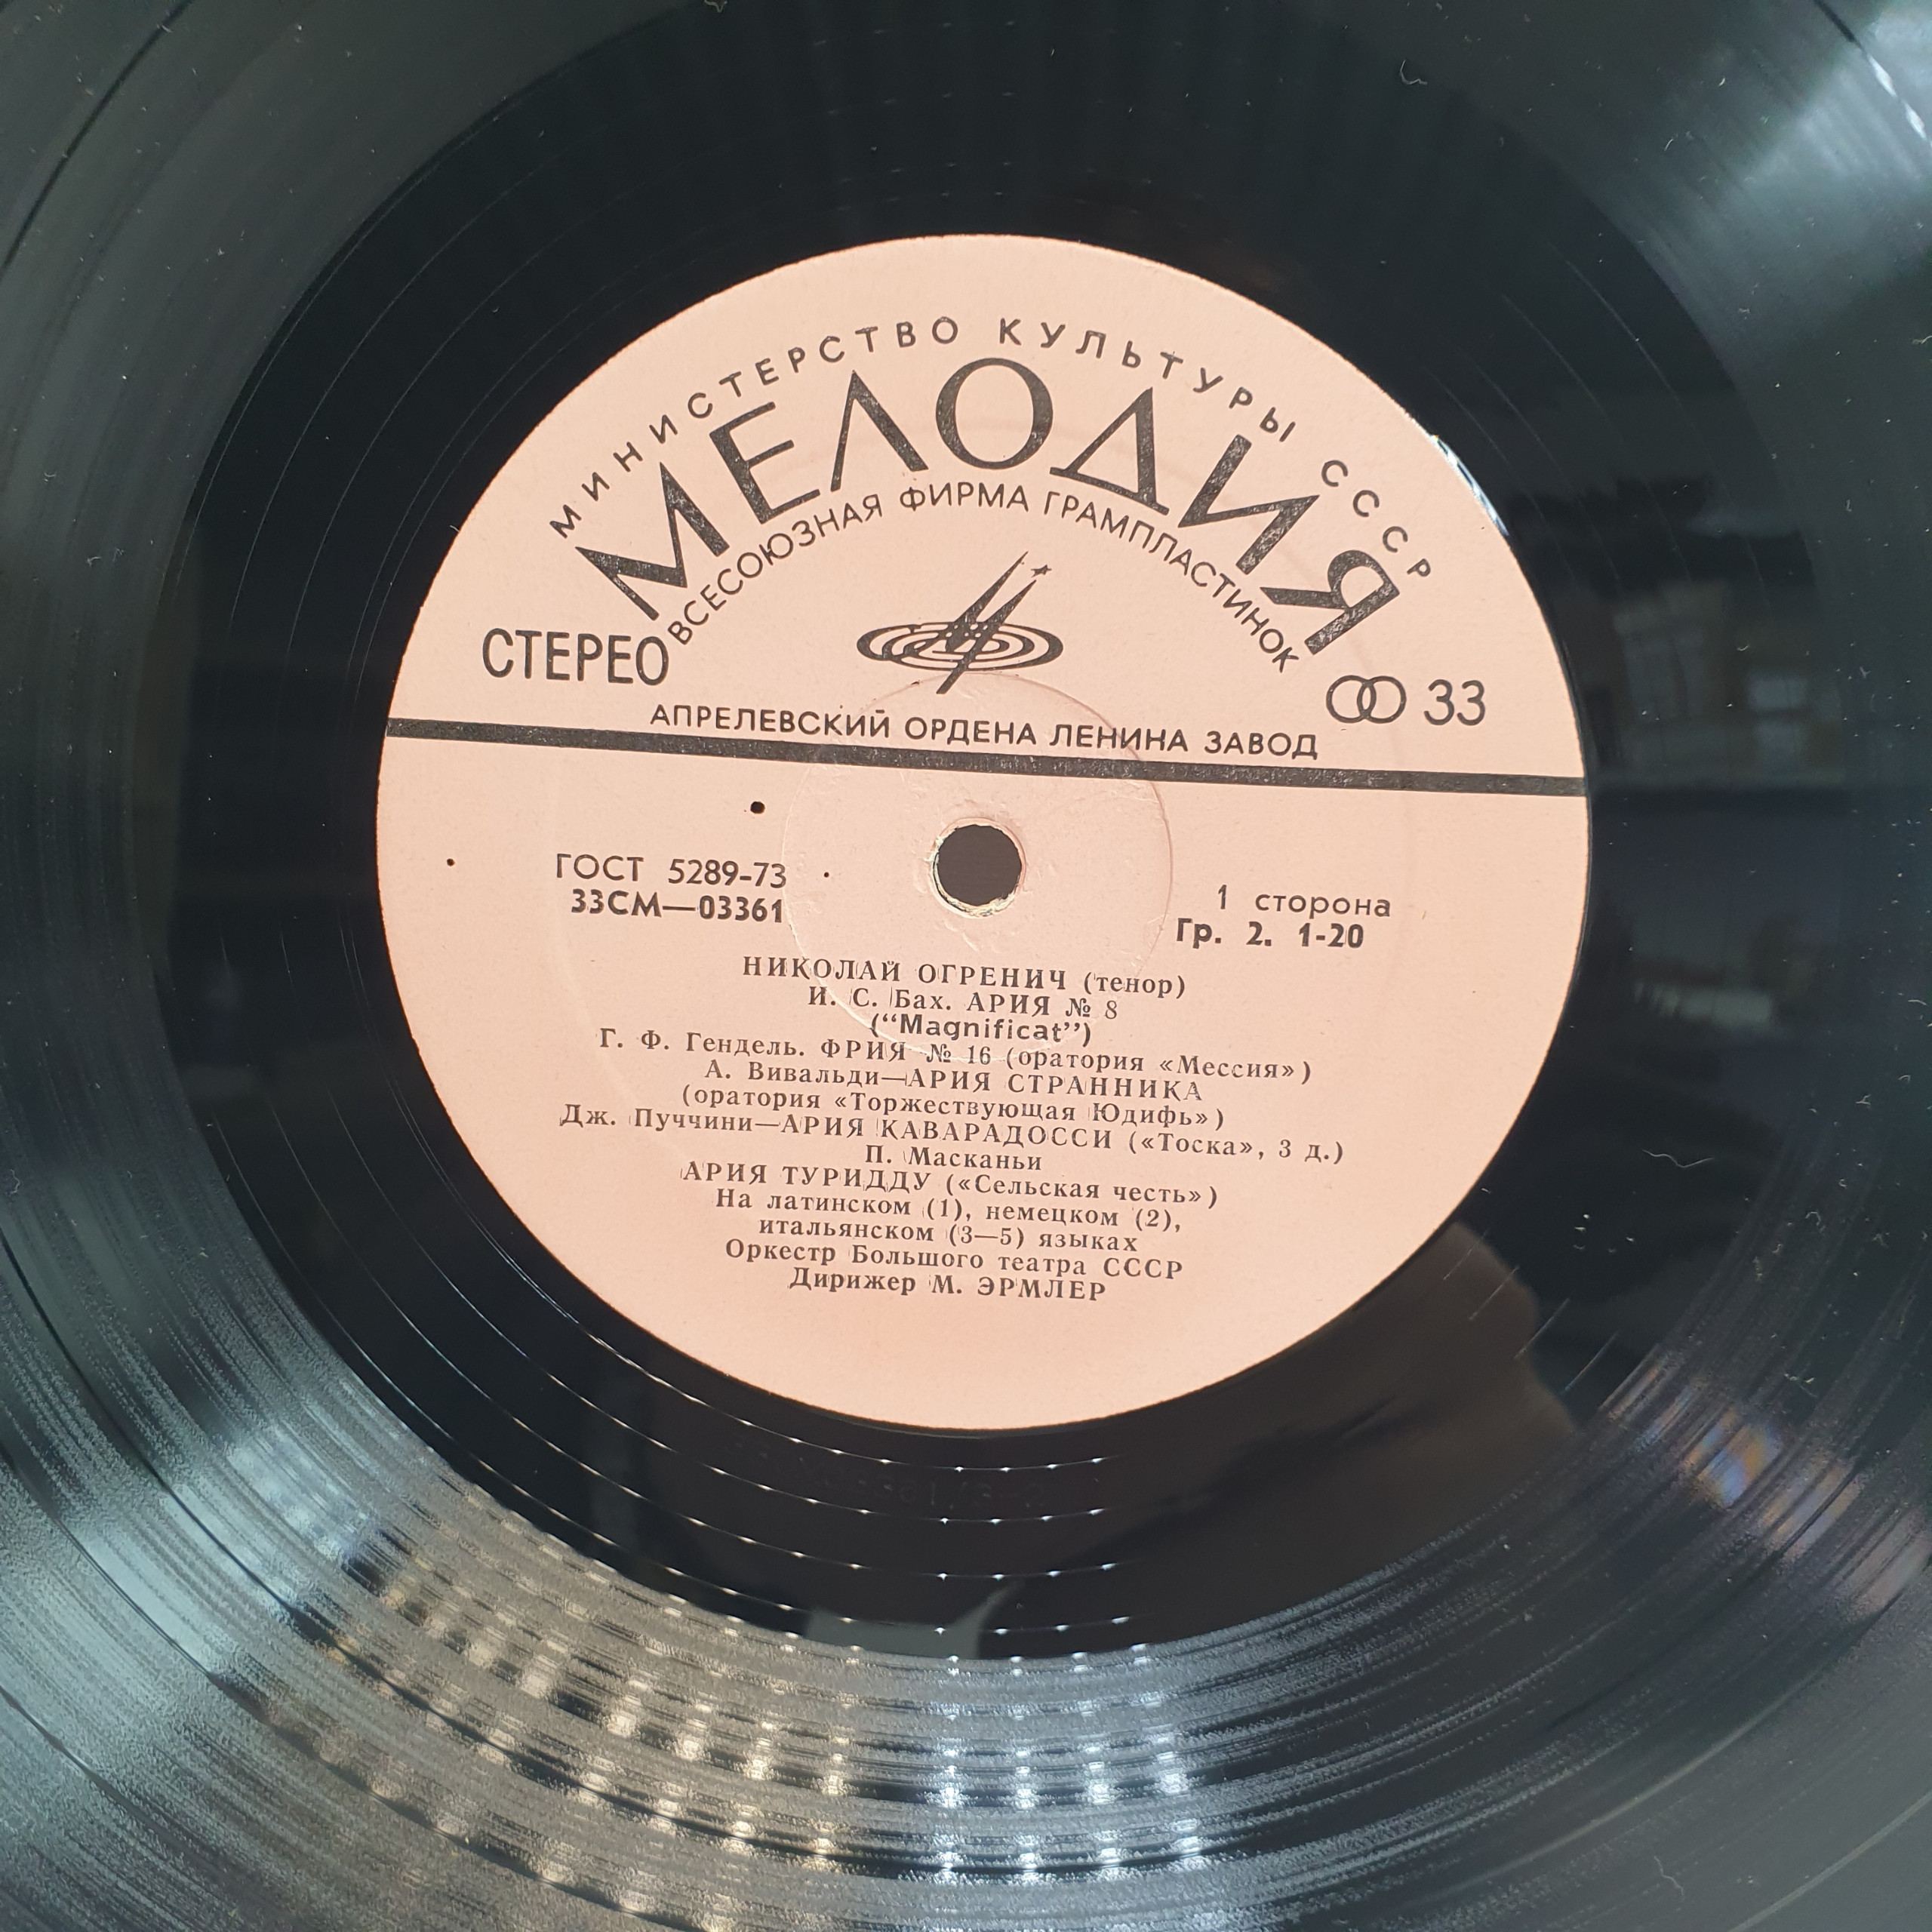 МИНИСТЕРСТВО КУЛЬТУРЫ СССР
МЕЛОДИЯ
ВСЕСОЮЗНАЯ ФИРМА ГРАМПЛАСТИНОК
СТЕРЕО
33
АПРЕЛЕВСКИЙ ОРДЕНА ЛЕНИНА ЗАВОД
ГОСТ 5289-73
33СМ—03361
1 сторона
Гр. 2. 1-20
НИКОЛАЙ ОГРЕНИЧ (тенор)
И. С. Бах. АРИЯ № 8
(“Magnificat”)
Г. Ф. Гендель. ФРИЯ № 16 (оратория «Мессия»)
А. Вивальди—АРИЯ СТРАННИКА
(оратория «Торжествующая Юдифь»)
Дж. Пуччини—АРИЯ КАВАРАДОССИ («Тоска», 3 д.)
П. Масканьи
АРИЯ ТУРИДДУ («Сельская честь»)
На латинском (1), немецком (2),
итальянском (3—5) языках
Оркестр Большого театра СССР
Дирижер М. ЭРМЛЕР